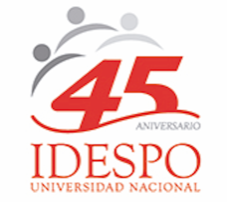 45
ANIVERSARIO
IDESPO
UNIVERSIDAD NACIONAL